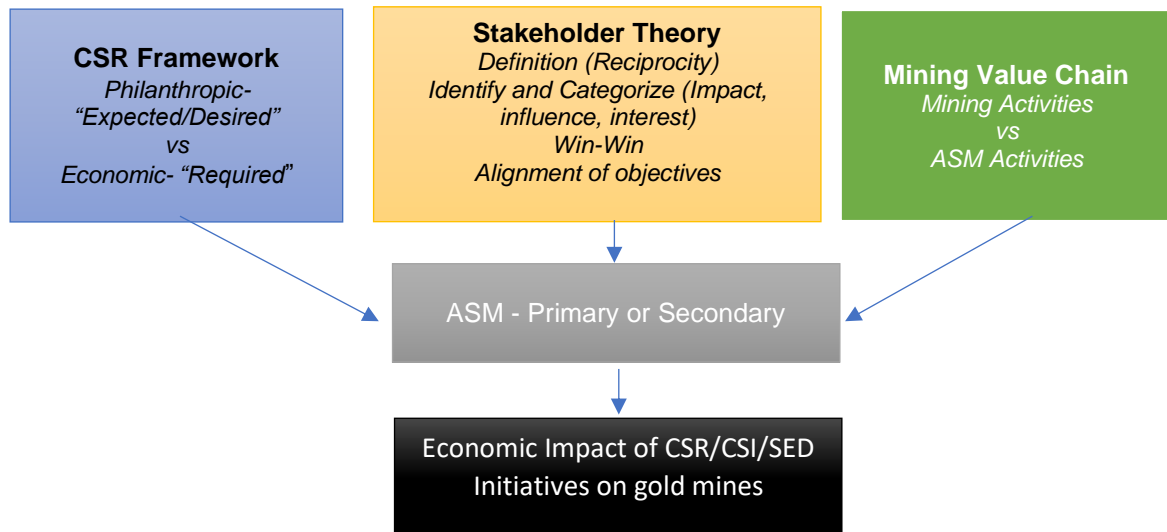 CSR Framework
Philanthropic-
“Expected/Desired”
vs
Economic- “Required”
Stakeholder Theory
Definition (Reciprocity)
Identify and Categorize (Impact,
influence, interest)
Win-Win
Alignment of objectives
Mining Value Chain
Mining Activities
vs
ASM Activities
ASM - Primary or Secondary
Economic Impact of CSR/CSI/SED
Initiatives on gold mines